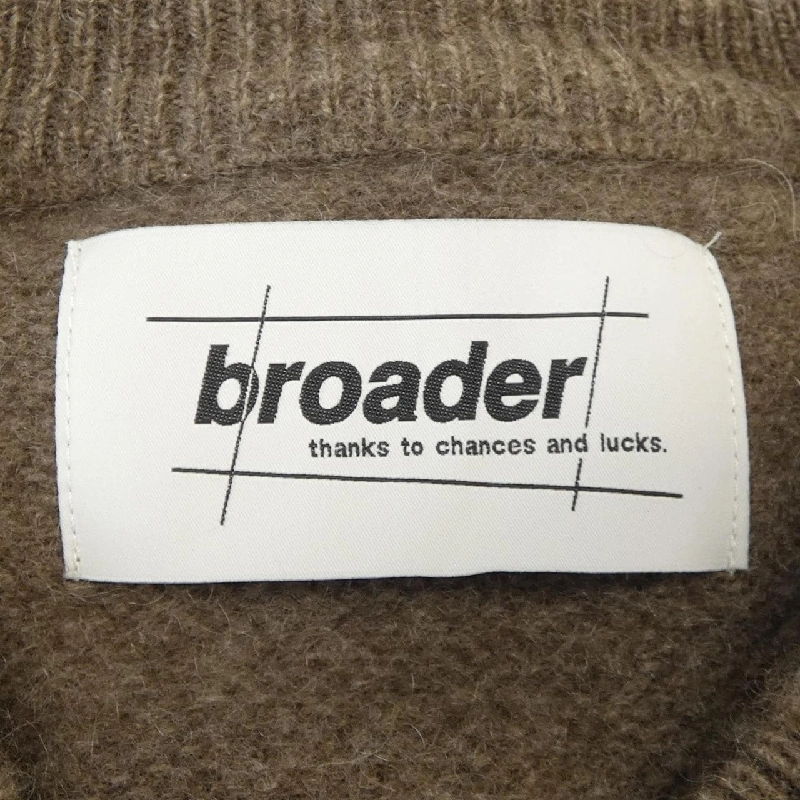 broader
thanks to chances and lucks.